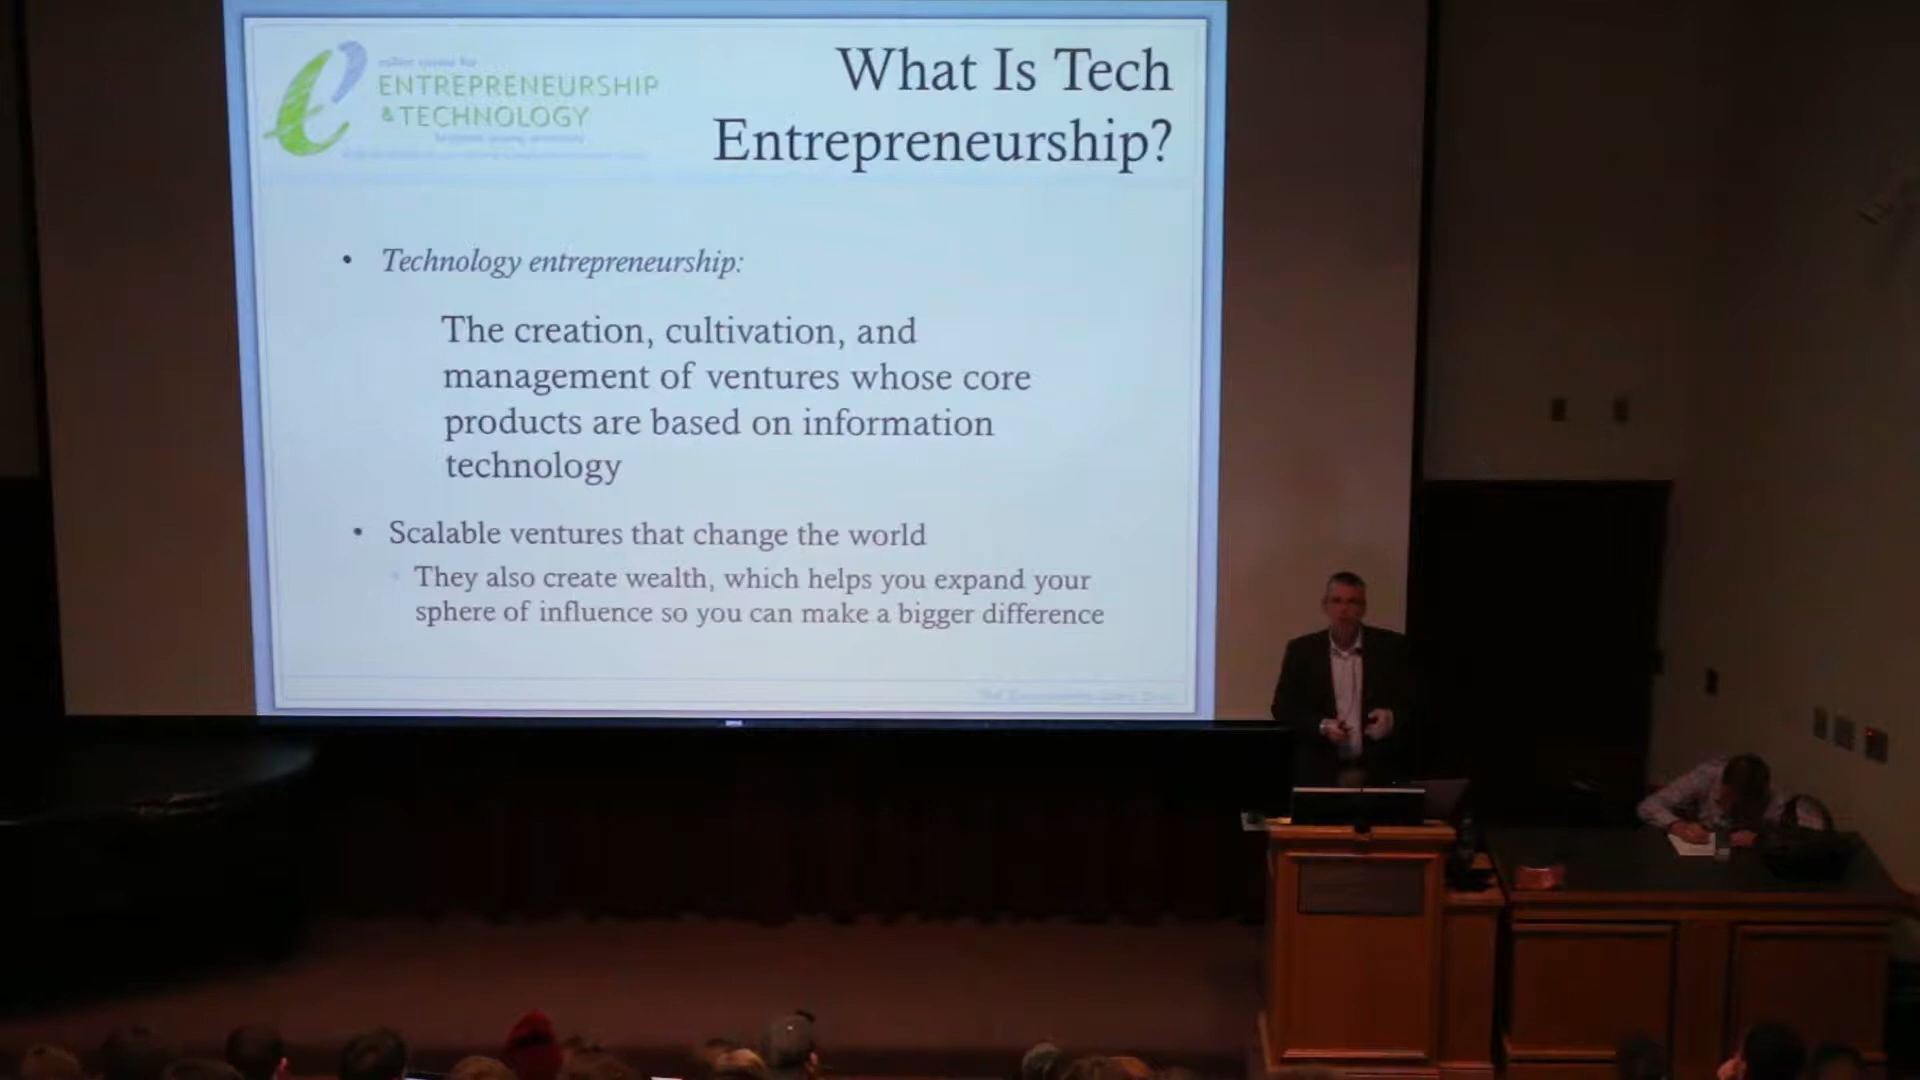 ENTREPRENEURSHIP
& TECHNOLOGY
What Is Tech
Entrepreneurship?
• Technology entrepreneurship:
The creation, cultivation, and
management of ventures whose core
products are based on information
technology
• Scalable ventures that change the world
They also create wealth, which helps you expand your
sphere of influence so you can make a bigger difference